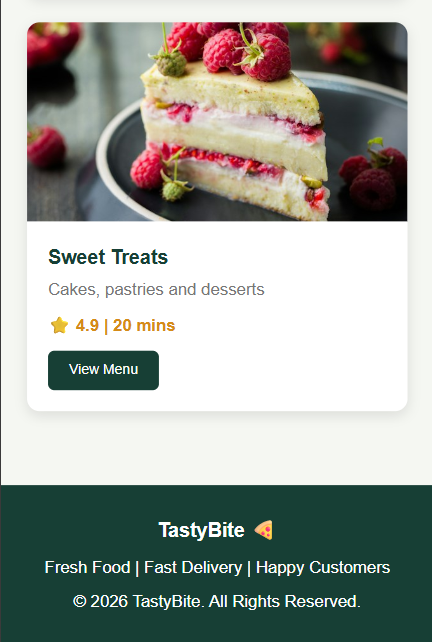 Sweet Treats
Cakes, pastries and desserts
⭐ 4.9 | 20 mins
View Menu
TastyBite 🍕
Fresh Food | Fast Delivery | Happy Customers
© 2026 TastyBite. All Rights Reserved.